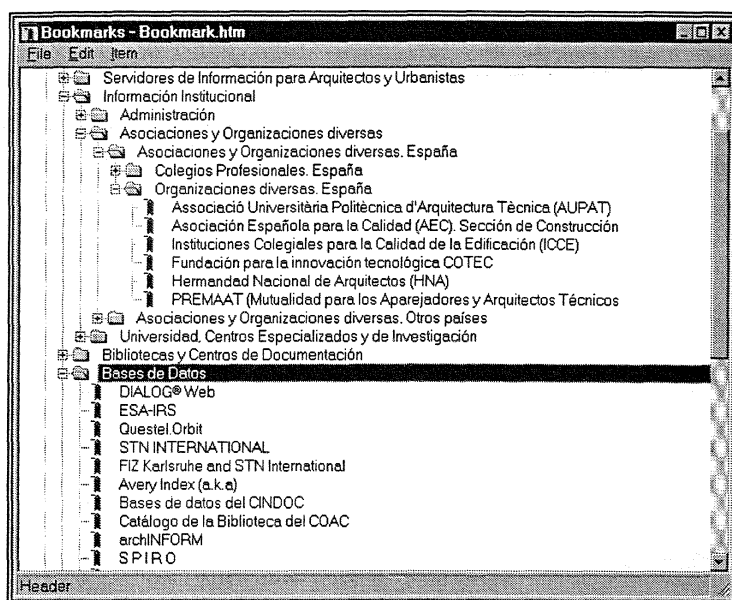 Bookmarks - Bookmark.htm
File Edit Item
Servidores de Información para Arquitectos y Urbanistas
Información Institucional
Administración
Asociaciones y Organizaciones diversas
Asociaciones y Organizaciones diversas. España
Colegios Profesionales. España
Organizaciones diversas. España
Associació Universitària Politècnica d'Arquitectura Tècnica (AUPAT)
Asociación Española para la Calidad (AEC). Sección de Construcción
Instituciones Colegiales para la Calidad de la Edificación (ICCE)
Fundación para la innovación tecnológica COTEC
Hermandad Nacional de Arquitectos (HNA)
PREMAAT (Mutualidad para los Aparejadores y Arquitectos Técnicos
Asociaciones y Organizaciones diversas. Otros países
Universidad, Centros Especializados y de Investigación
Bibliotecas y Centros de Documentación
Bases de Datos
DIALOG® Web
ESA-IRS
Questel.Orbit
STN INTERNATIONAL
FIZ Karlsruhe and STN International
Avery Index (a.k.a)
Bases de datos del CINDOC
Catálogo de la Biblioteca del COAC
archINFORM
S P I R O
Header